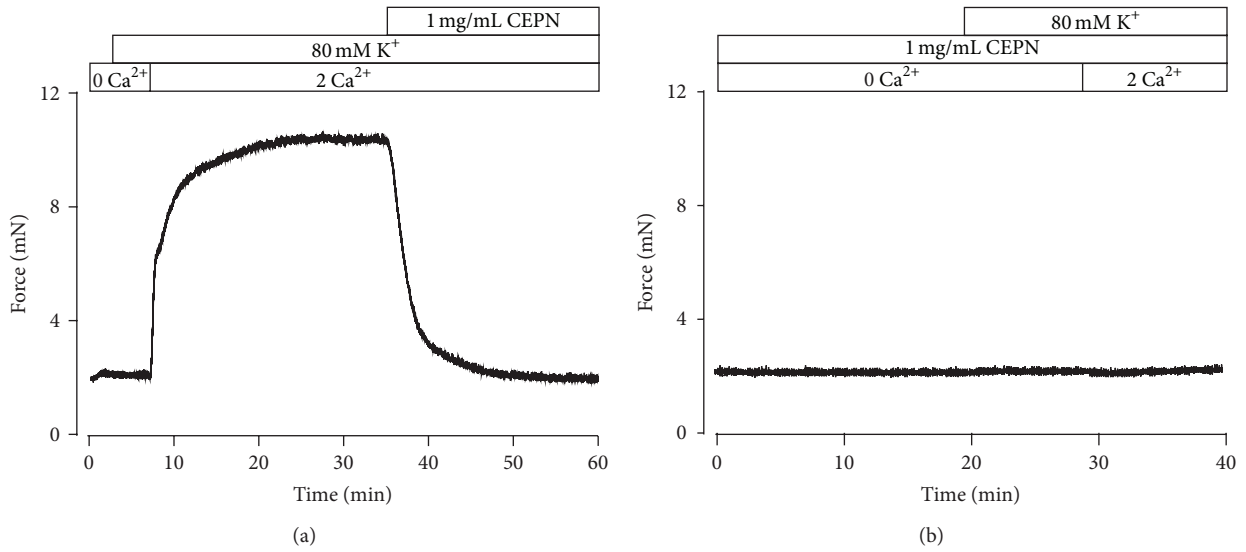 1 mg/mL CEPN
80 mM K⁺
0 Ca²⁺ 2 Ca²⁺
12
8
4
0
Force (mN)
0 10 20 30 40 50 60
Time (min)
(a)
80 mM K⁺
1 mg/mL CEPN
0 Ca²⁺ 2 Ca²⁺
12
8
4
0
Force (mN)
0 10 20 30 40
Time (min)
(b)